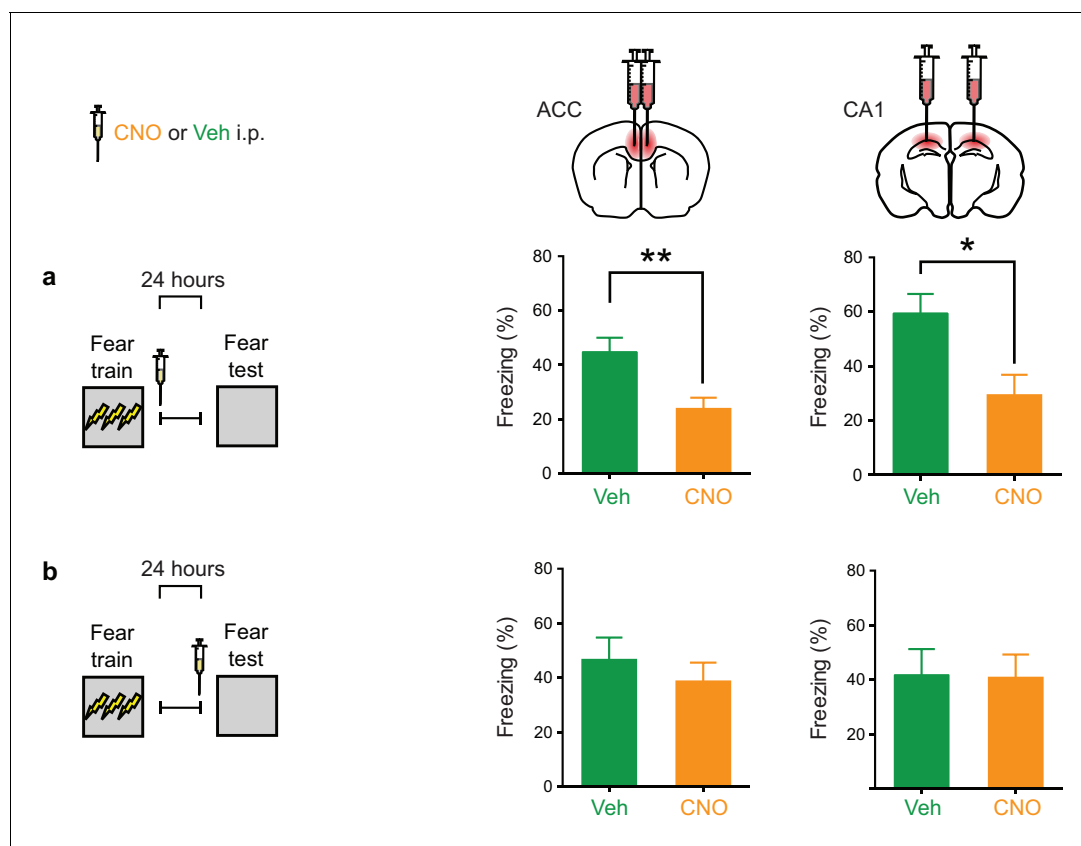 ACC
CA1
CNO or Veh i.p.
a
24 hours
Fear train
Fear test
Freezing (%)
80
60
40
20
0
**
Veh
CNO
Freezing (%)
80
60
40
20
0
*
Veh
CNO
b
24 hours
Fear train
Fear test
Freezing (%)
80
60
40
20
0
Veh
CNO
Freezing (%)
80
60
40
20
Veh
CNO